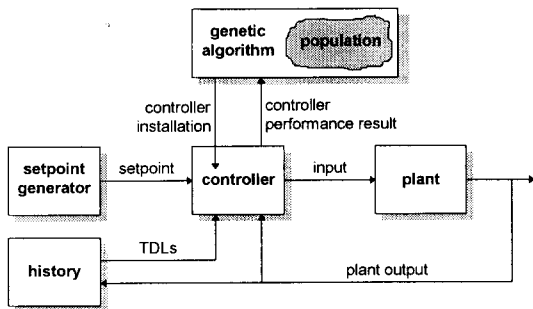 genetic
algorithm
population
controller
installation
controller
performance result
setpoint
generator
setpoint
controller
input
plant
TDLs
history
plant output